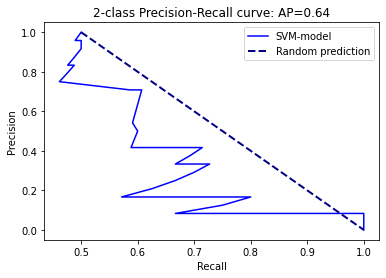 2-class Precision-Recall curve: AP=0.64
SVM-model
Random prediction
Precision
1.0
0.8
0.6
0.4
0.2
0.0
0.5
0.6
0.7
0.8
0.9
1.0
Recall